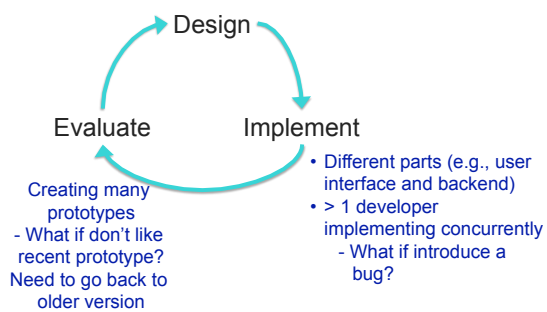 Design
Evaluate
Implement
Creating many
prototypes
- What if don't like
recent prototype?
Need to go back to
older version
• Different parts (e.g., user
interface and backend)
• > 1 developer
implementing concurrently
- What if introduce a
bug?